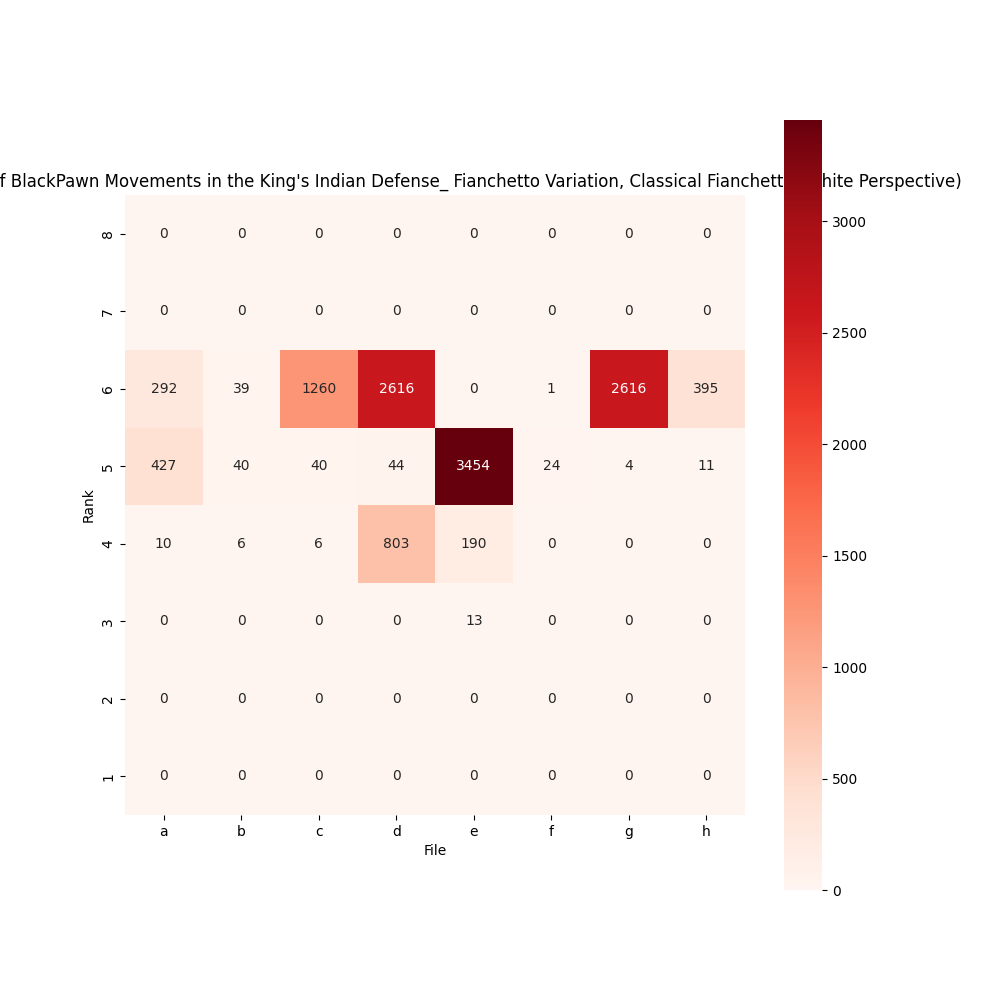 f BlackPawn Movements in the King's Indian Defense_ Fianchetto Variation, Classical Fianchett hite Perspective)
8 0 0 0 0 0 0 0 0
7 0 0 0 0 0 0 0 0
6 292 39 1260 2616 0 1 2616 395
5 427 40 40 44 3454 24 4 11
4 10 6 6 803 190 0 0 0
3 0 0 0 0 13 0 0 0
2 0 0 0 0 0 0 0 0
1 0 0 0 0 0 0 0 0
a b c d e f g h
Rank
File
3000
2500
2000
1500
1000
500
0